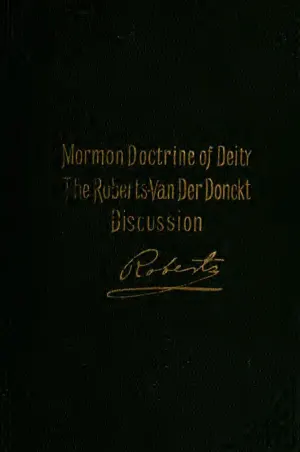 Mormon Doctrine of Deity
The Roberts-Van Der Donckt
Discussion
Roberts